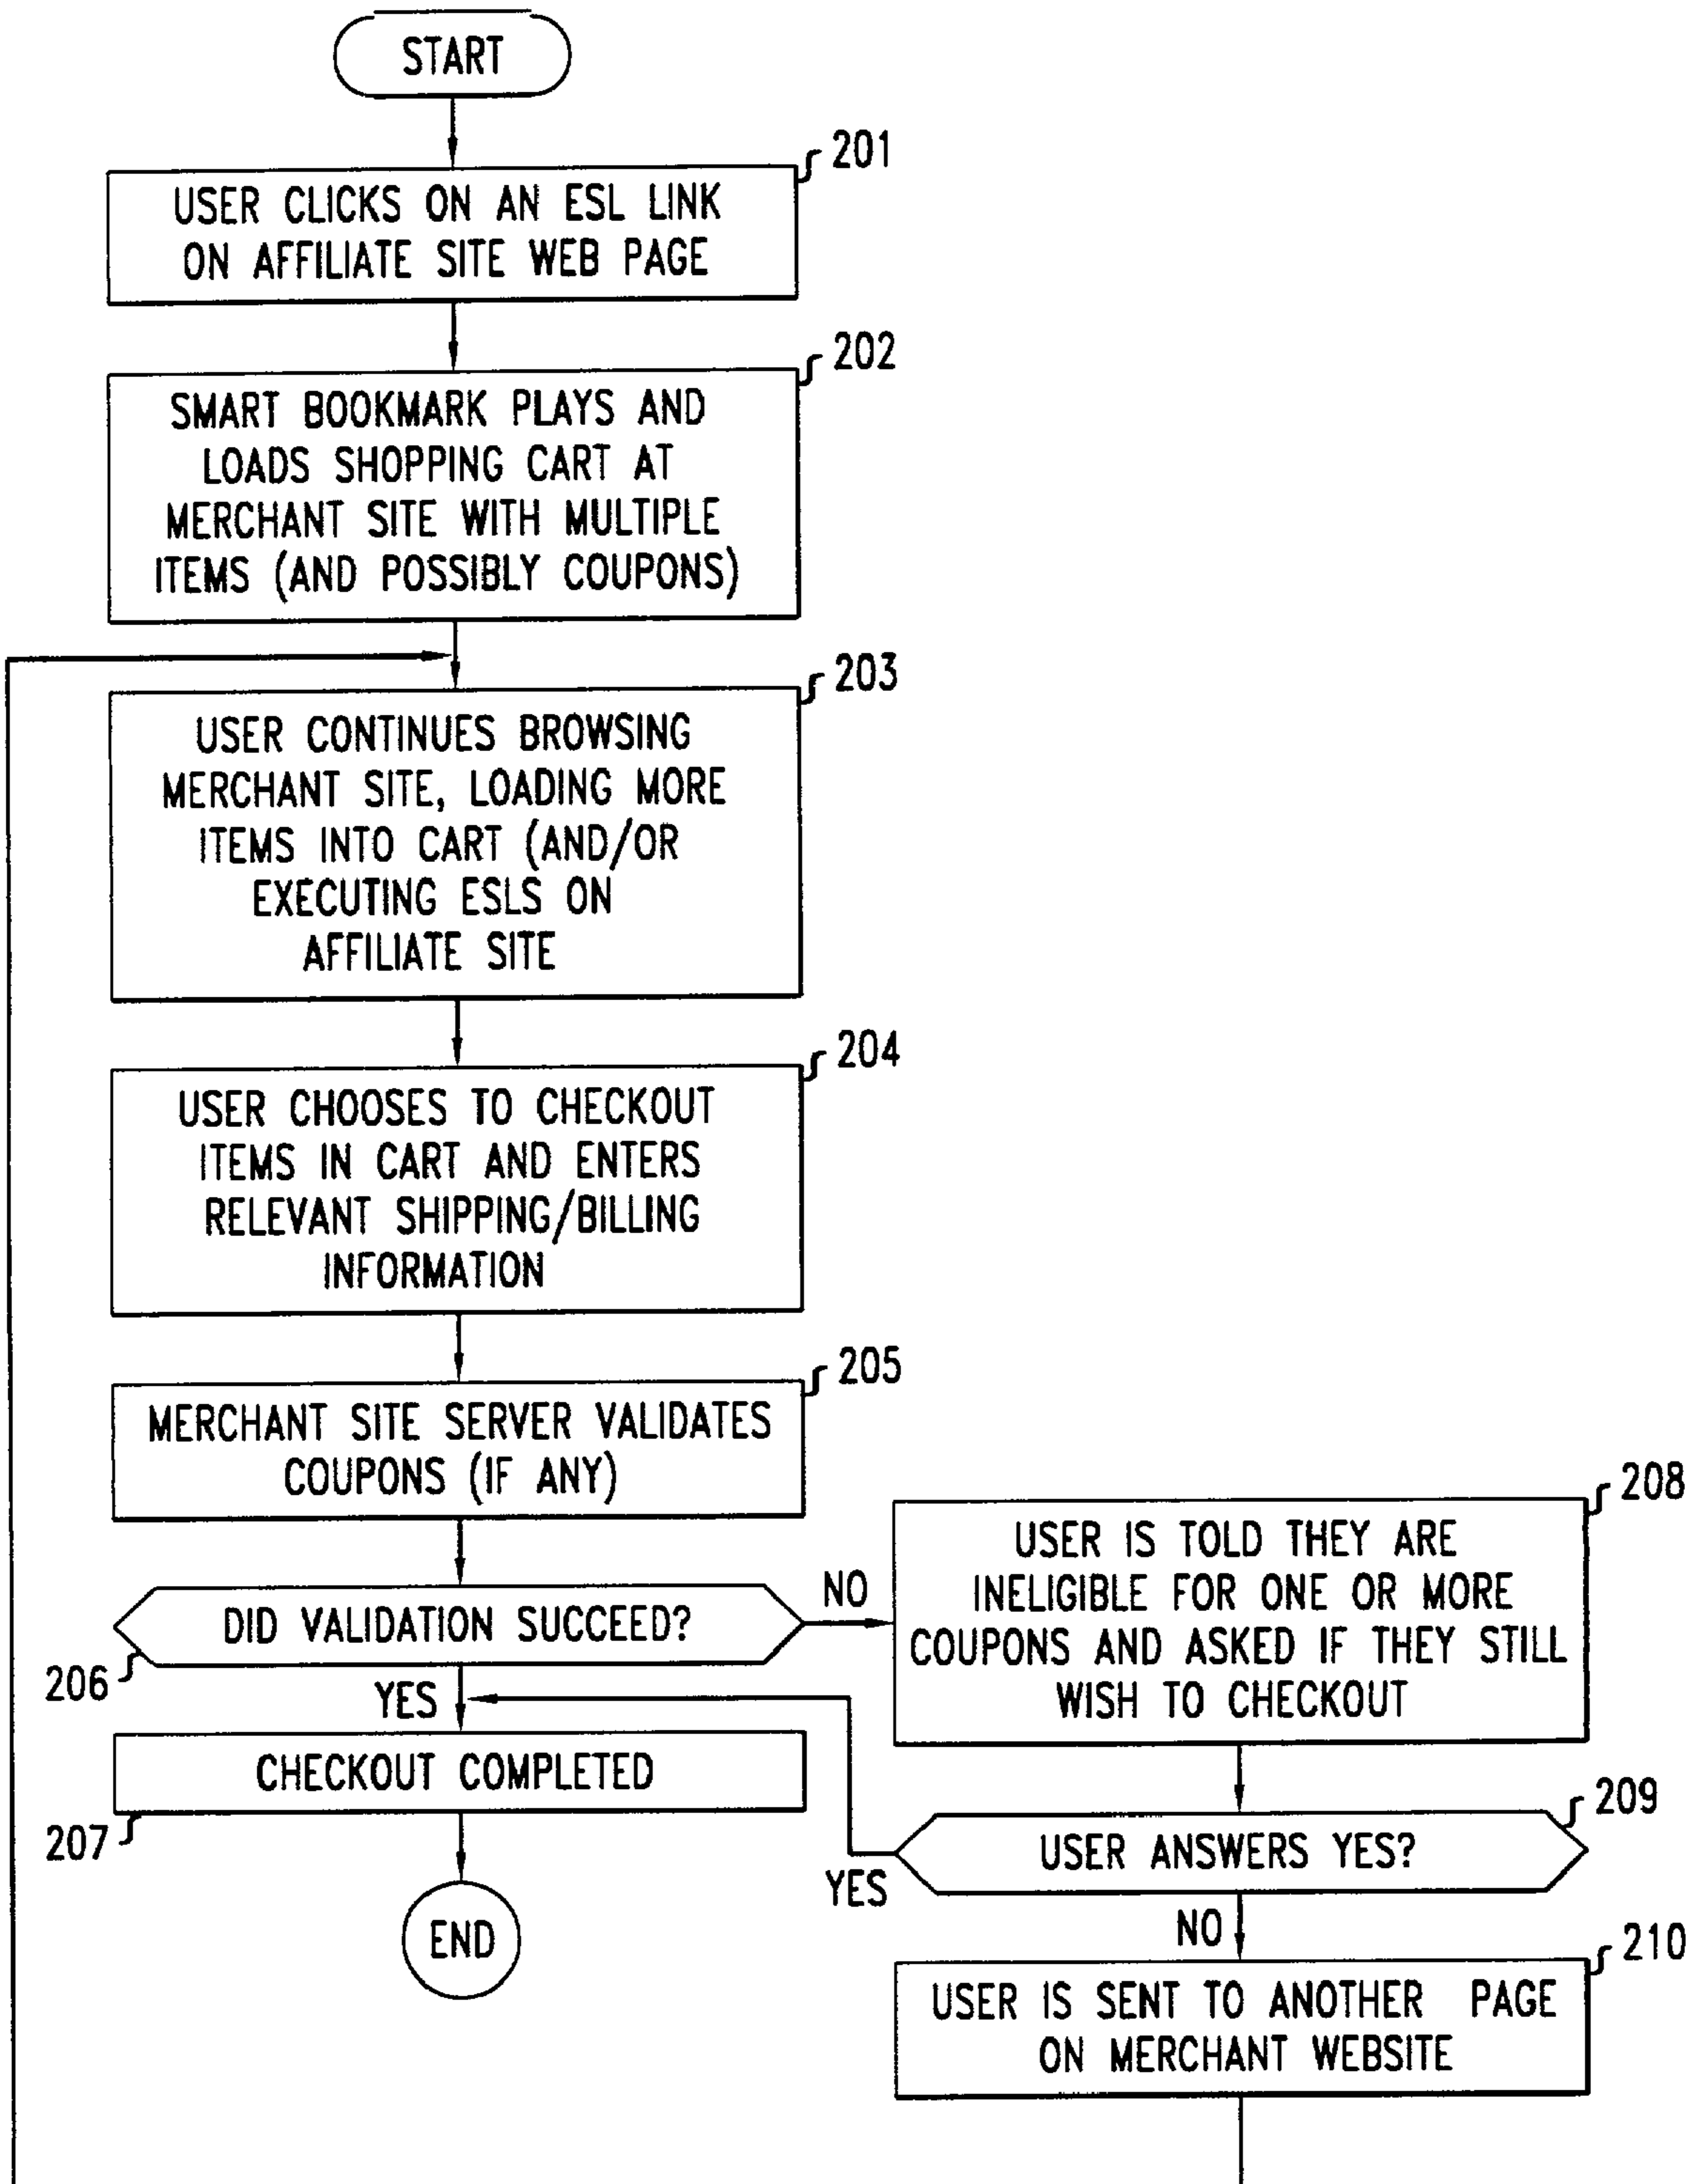 START
201
USER CLICKS ON AN ESL LINK
ON AFFILIATE SITE WEB PAGE
202
SMART BOOKMARK PLAYS AND
LOADS SHOPPING CART AT
MERCHANT SITE WITH MULTIPLE
ITEMS (AND POSSIBLY COUPONS)
203
USER CONTINUES BROWSING
MERCHANT SITE, LOADING MORE
ITEMS INTO CART (AND/OR
EXECUTING ESLS ON
AFFILIATE SITE
204
USER CHOOSES TO CHECKOUT
ITEMS IN CART AND ENTERS
RELEVANT SHIPPING/BILLING
INFORMATION
205
MERCHANT SITE SERVER VALIDATES
COUPONS (IF ANY)
206
DID VALIDATION SUCCEED?
NO
YES
208
USER IS TOLD THEY ARE
INELIGIBLE FOR ONE OR MORE
COUPONS AND ASKED IF THEY STILL
WISH TO CHECKOUT
CHECKOUT COMPLETED
207
209
USER ANSWERS YES?
YES
NO
END
210
USER IS SENT TO ANOTHER PAGE
ON MERCHANT WEBSITE